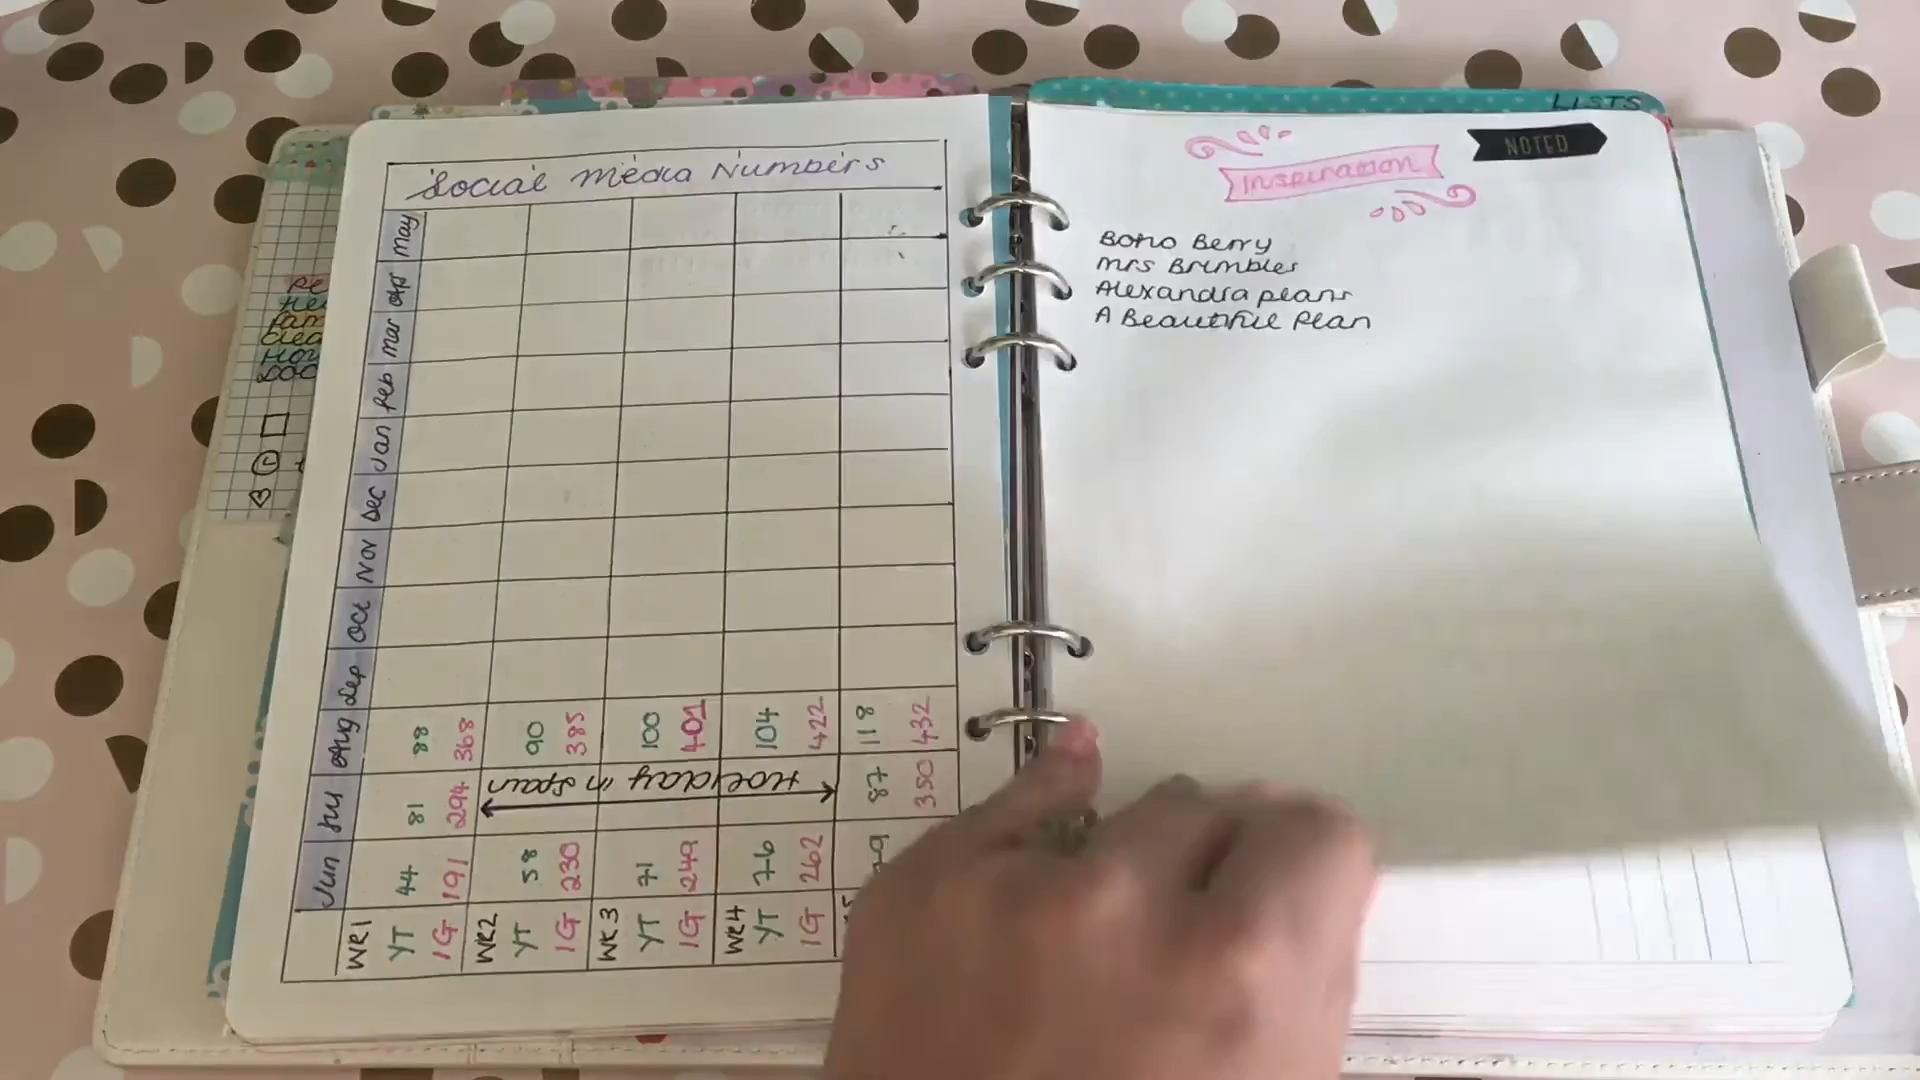 LISTS
Social Media Numbers
May
Apr
Mar
Feb
Jan
Dec
Nov
Oct
Sep
Aug 88 368 90 385 100 401 104 422 118 432
Jul 81 294 Holiday in Spain 87 350
Jun 44 191 58 230 71 249 76 262
WK1 YT IG WK2 YT IG WK3 YT IG WK4 YT IG
NOTED
Inspiration
Boho Berry
Mrs Brimbles
Alexandra plans
A Beautiful Plan